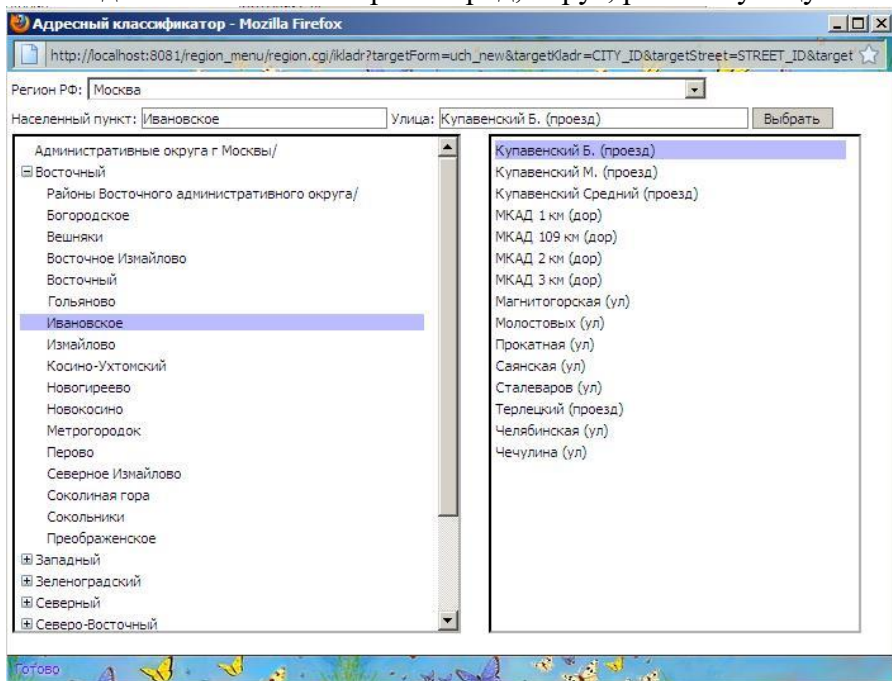 Адресный классификатор - Mozilla Firefox
http://localhost:8081/region_menu/region.cgi/ikladr?targetForm=uch_new&targetKladr=CITY_ID&targetStreet=STREET_ID&target
Регион РФ: Москва
Населенный пункт: Ивановское Улица: Купавенский Б. (проезд) Выбрать
Административные округа г Москвы/
Восточный
Районы Восточного административного округа/
Богородское
Вешняки
Восточное Измайлово
Восточный
Гольяново
Ивановское
Измайлово
Косино-Ухтомский
Новогиреево
Новокосино
Метрогородок
Перово
Северное Измайлово
Соколиная гора
Сокольники
Преображенское
Западный
Зеленоградский
Северный
Северо-Восточный
Купавенский Б. (проезд)
Купавенский М. (проезд)
Купавенский Средний (проезд)
МКАД 1 км (дор)
МКАД 109 км (дор)
МКАД 2 км (дор)
МКАД 3 км (дор)
Магнитогорская (ул)
Молостовых (ул)
Прокатная (ул)
Саянская (ул)
Сталеваров (ул)
Терлецкий (проезд)
Челябинская (ул)
Чечулина (ул)
Готово